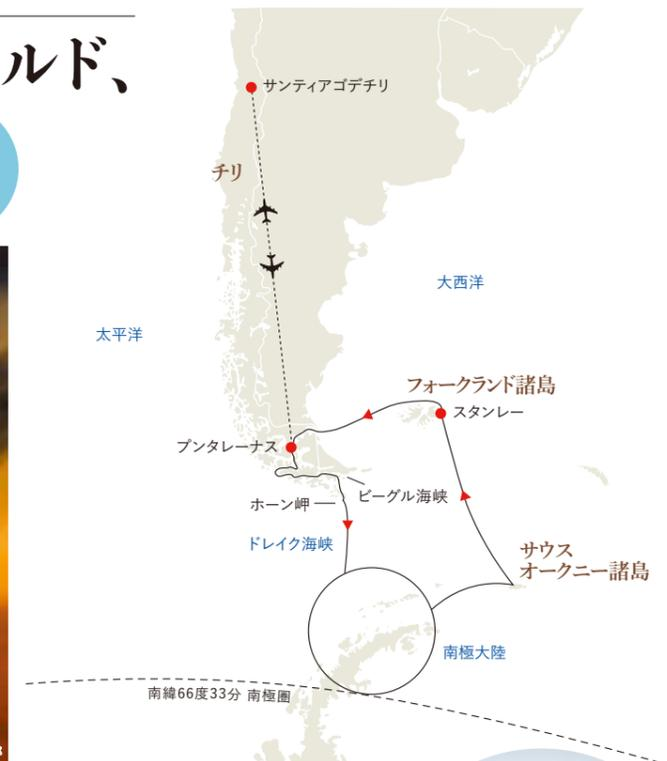 ルド、
サンティアゴデチリ
チリ
大西洋
太平洋
フォークランド諸島
スタンレー
プンタレーナス
ビーグル海峡
ホーン岬
ドレイク海峡
サウス
オークニー諸島
南極大陸
南緯66度33分 南極圏